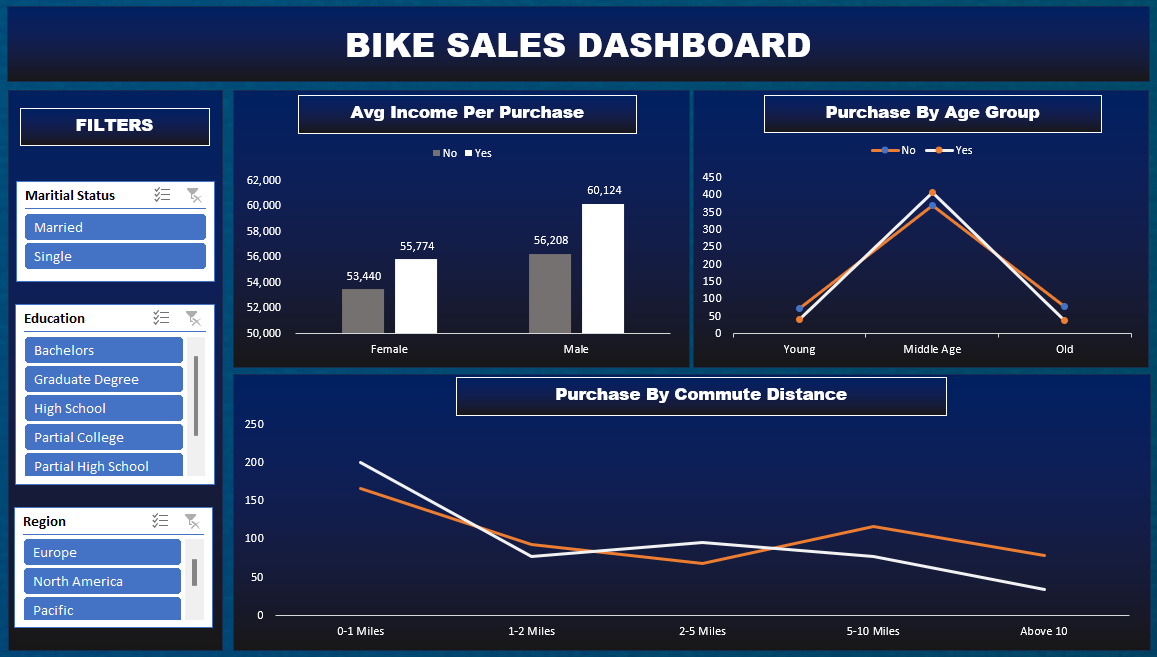 BIKE SALES DASHBOARD
FILTERS
Maritial Status
Married
Single
Education
Bachelors
Graduate Degree
High School
Partial College
Partial High School
Region
Europe
North America
Pacific
Avg Income Per Purchase
No Yes
62,000
60,000
58,000
56,000
54,000
52,000
50,000
53,440
55,774
56,208
60,124
Female Male
Purchase By Age Group
No Yes
450
400
350
300
250
200
150
100
50
0
Young Middle Age Old
Purchase By Commute Distance
250
200
150
100
50
0
0-1 Miles 1-2 Miles 2-5 Miles 5-10 Miles Above 10